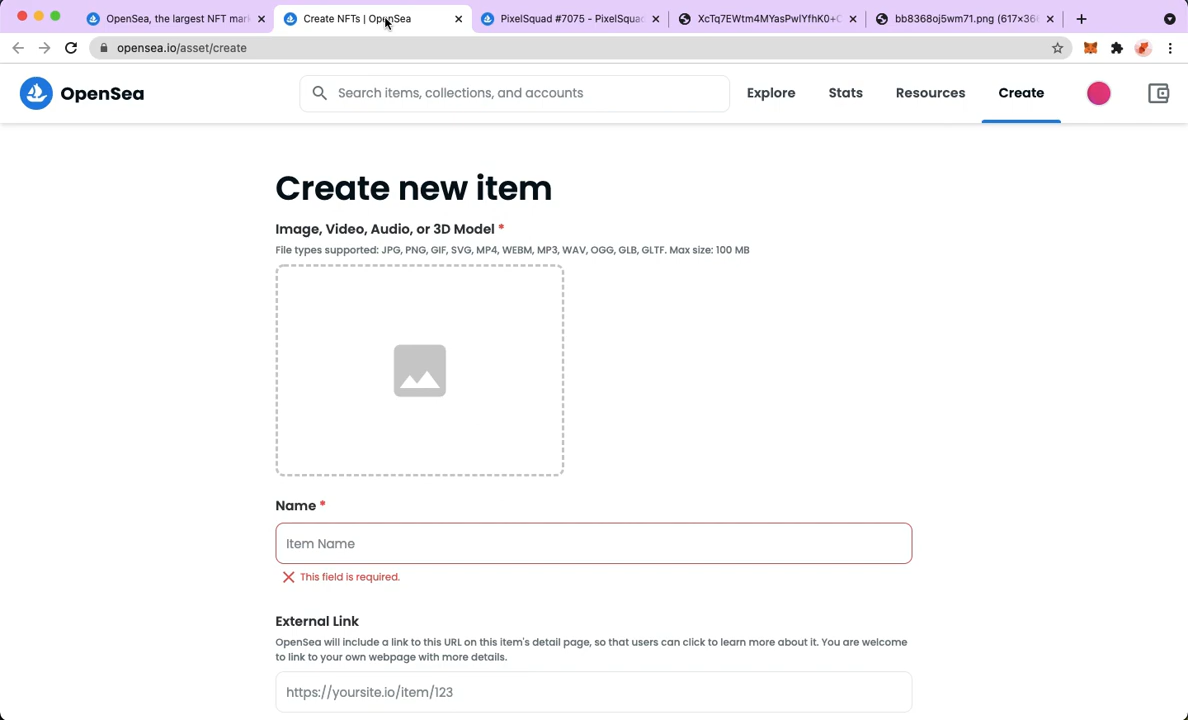 OpenSea, the largest NFT mar
Create NFTs | OpenSea
PixelSquad #7075 - PixelSquad
XcTq7EWtm4MYasPwlYfhK0+C
bb8368oj5wm71.png (617×36
opensea.io/asset/create
OpenSea
Search items, collections, and accounts
Explore
Stats
Resources
Create
Create new item
Image, Video, Audio, or 3D Model *
File types supported: JPG, PNG, GIF, SVG, MP4, WEBM, MP3, WAV, OGG, GLB, GLTF. Max size: 100 MB
Name *
Item Name
This field is required.
External Link
OpenSea will include a link to this URL on this item's detail page, so that users can click to learn more about it. You are welcome
to link to your own webpage with more details.
https://yoursite.io/item/123